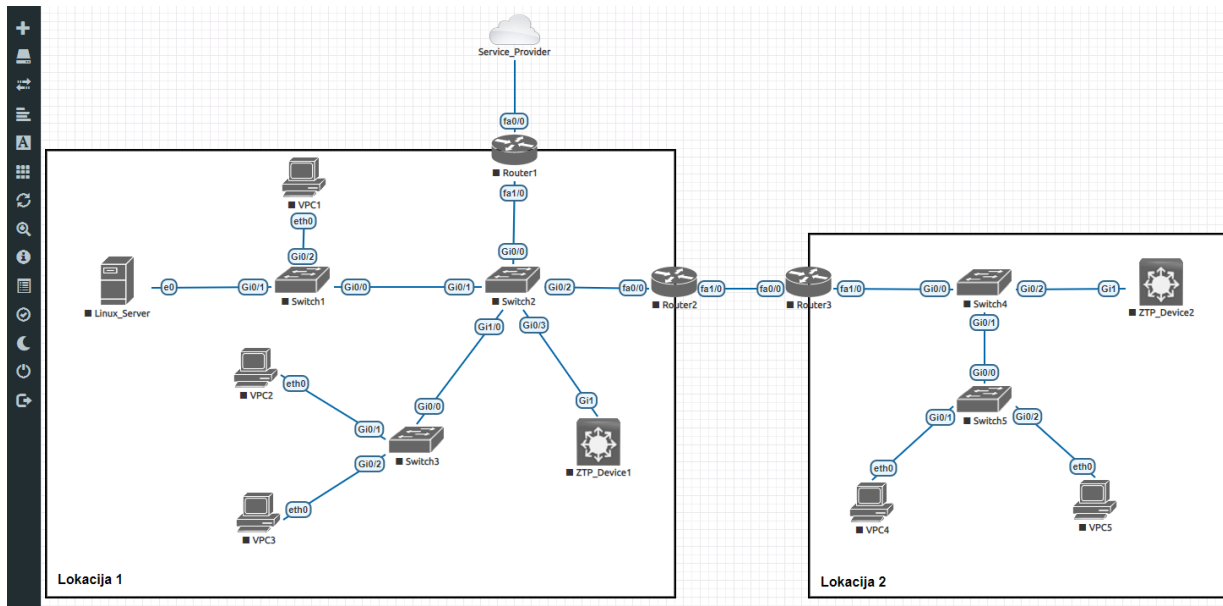 Service_Provider
fa0/0
Router1
fa1/0
VPC1
eth0
Gi0/2
Gi0/0
Linux_Server
e0
Gi0/1
Switch1
Gi0/0
Gi0/1
Switch2
Gi0/2
fa0/0
Router2
fa1/0
fa0/0
Router3
fa1/0
Gi0/0
Switch4
Gi0/2
Gi1
ZTP_Device2
Gi1/0
Gi0/3
Gi0/1
VPC2
eth0
Gi0/0
Gi1
Gi0/0
Gi0/1
Gi0/2
Switch3
ZTP_Device1
Gi0/1
Gi0/2
Switch5
eth0
VPC3
eth0
VPC4
eth0
VPC5
Lokacija 1
Lokacija 2
A